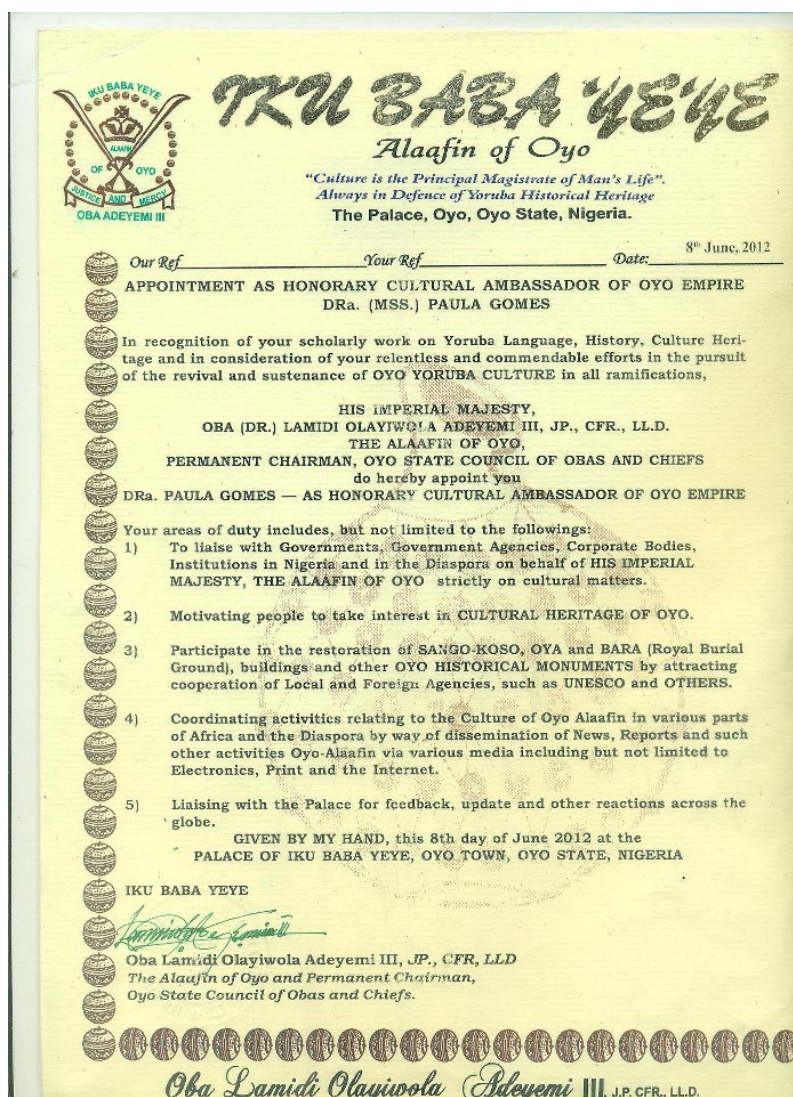 IKU BABA YEYE
ALAAFIN
OF OYO
JUSTICE AND MERCY
OBA ADEYEMI III
IKU BABA YEYE
Alaafin of Oyo
"Culture is the Principal Magistrate of Man's Life".
Always in Defence of Yoruba Historical Heritage
The Palace, Oyo, Oyo State, Nigeria.
Our Ref Your Ref Date: 8th June, 2012
APPOINTMENT AS HONORARY CULTURAL AMBASSADOR OF OYO EMPIRE
DRa. (MSS.) PAULA GOMES
In recognition of your scholarly work on Yoruba Language, History, Culture Heri-
tage and in consideration of your relentless and commendable efforts in the pursuit
of the revival and sustenance of OYO YORUBA CULTURE in all ramifications,
HIS IMPERIAL MAJESTY,
OBA (DR.) LAMIDI OLAYIWOLA ADEYEMI III, JP., CFR., LL.D.
THE ALAAFIN OF OYO,
PERMANENT CHAIRMAN, OYO STATE COUNCIL OF OBAS AND CHIEFS
do hereby appoint you
DRa. PAULA GOMES — AS HONORARY CULTURAL AMBASSADOR OF OYO EMPIRE
Your areas of duty includes, but not limited to the followings:
1) To liaise with Governments, Government Agencies, Corporate Bodies,
Institutions in Nigeria and in the Diaspora on behalf of HIS IMPERIAL
MAJESTY, THE ALAAFIN OF OYO strictly on cultural matters.
2) Motivating people to take interest in CULTURAL HERITAGE OF OYO.
3) Participate in the restoration of SANGO-KOSO, OYA and BARA (Royal Burial
Ground), buildings and other OYO HISTORICAL MONUMENTS by attracting
cooperation of Local and Foreign Agencies, such as UNESCO and OTHERS.
4) Coordinating activities relating to the Culture of Oyo Alaafin in various parts
of Africa and the Diaspora by way of dissemination of News, Reports and such
other activities Oyo-Alaafin via various media including but not limited to
Electronics, Print and the Internet.
5) Liaising with the Palace for feedback, update and other reactions across the
globe.
GIVEN BY MY HAND, this 8th day of June 2012 at the
PALACE OF IKU BABA YEYE, OYO TOWN, OYO STATE, NIGERIA
IKU BABA YEYE
Oba Lamidi Olayiwola Adeyemi III, JP., CFR, LLD
The Alaafin of Oyo and Permanent Chairman,
Oyo State Council of Obas and Chiefs.
Oba Lamidi Olayiwola Adeyemi III, J.P. CFR., LL.D.